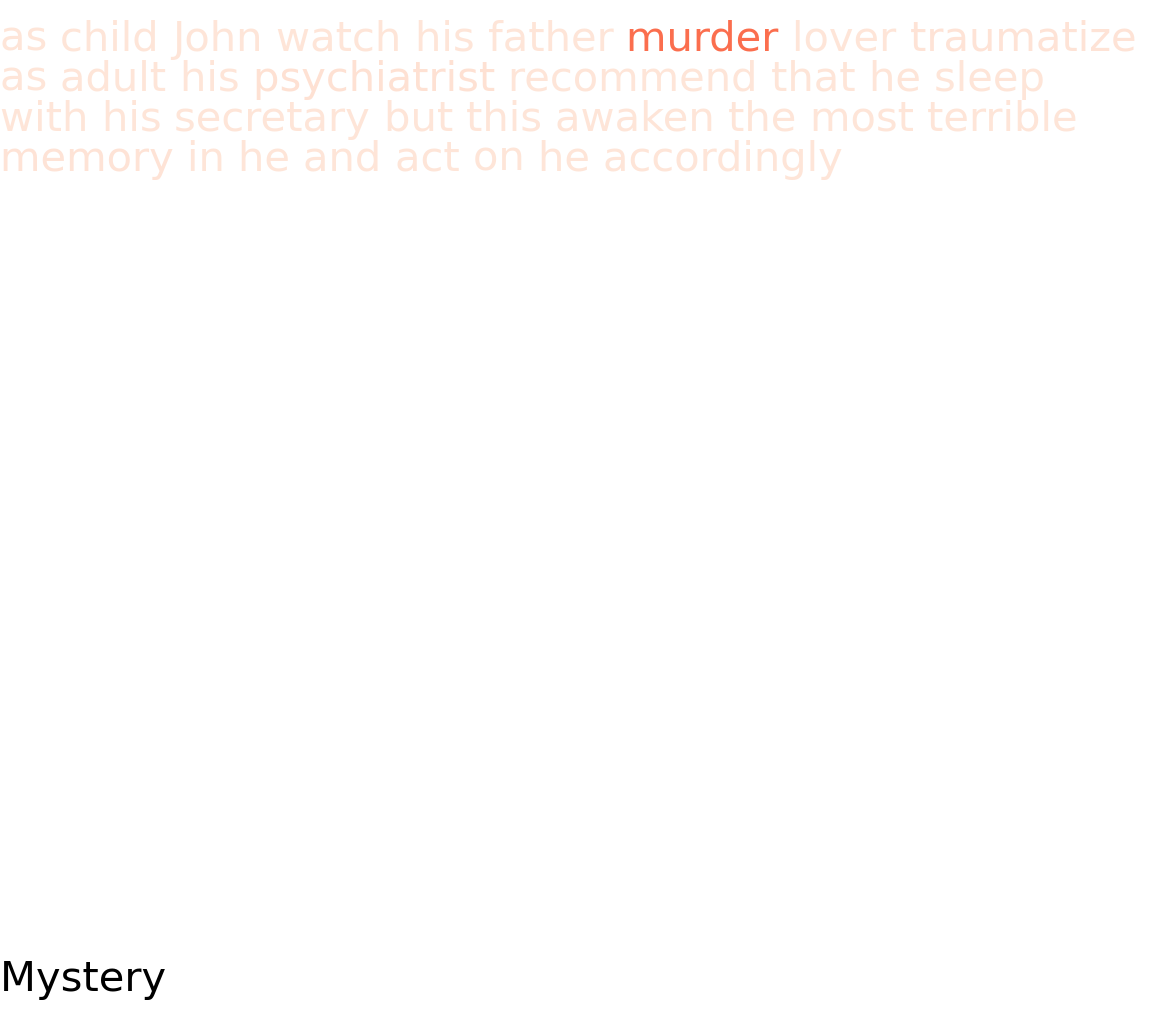 as child John watch his father murder lover traumatize
as adult his psychiatrist recommend that he sleep
with his secretary but this awaken the most terrible
memory in he and act on he accordingly
Mystery